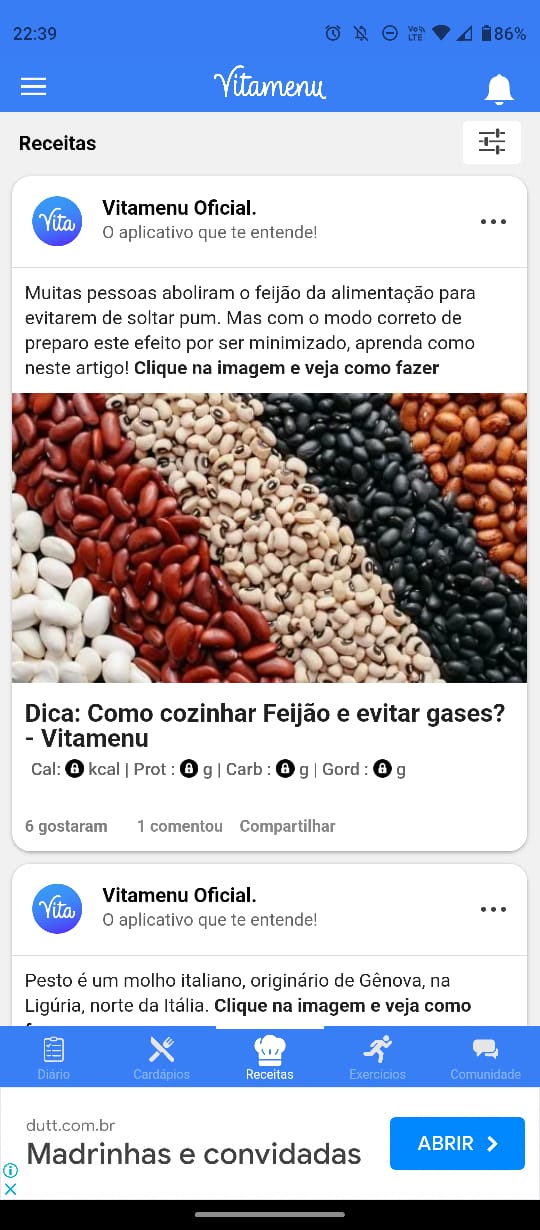 22:39
Vo))
LTE
86%
Vitamenu
Receitas
Vita
Vitamenu Oficial.
O aplicativo que te entende!
Muitas pessoas aboliram o feijão da alimentação para
evitarem de soltar pum. Mas com o modo correto de
preparo este efeito por ser minimizado, aprenda como
neste artigo! Clique na imagem e veja como fazer
Dica: Como cozinhar Feijão e evitar gases?
- Vitamenu
Cal: kcal | Prot : g | Carb : g | Gord : g
6 gostaram 1 comentou Compartilhar
Vita
Vitamenu Oficial.
O aplicativo que te entende!
Pesto é um molho italiano, originário de Gênova, na
Ligúria, norte da Itália. Clique na imagem e veja como
Diário Cardápios Receitas Exercícios Comunidade
dutt.com.br
Madrinhas e convidadas
ABRIR